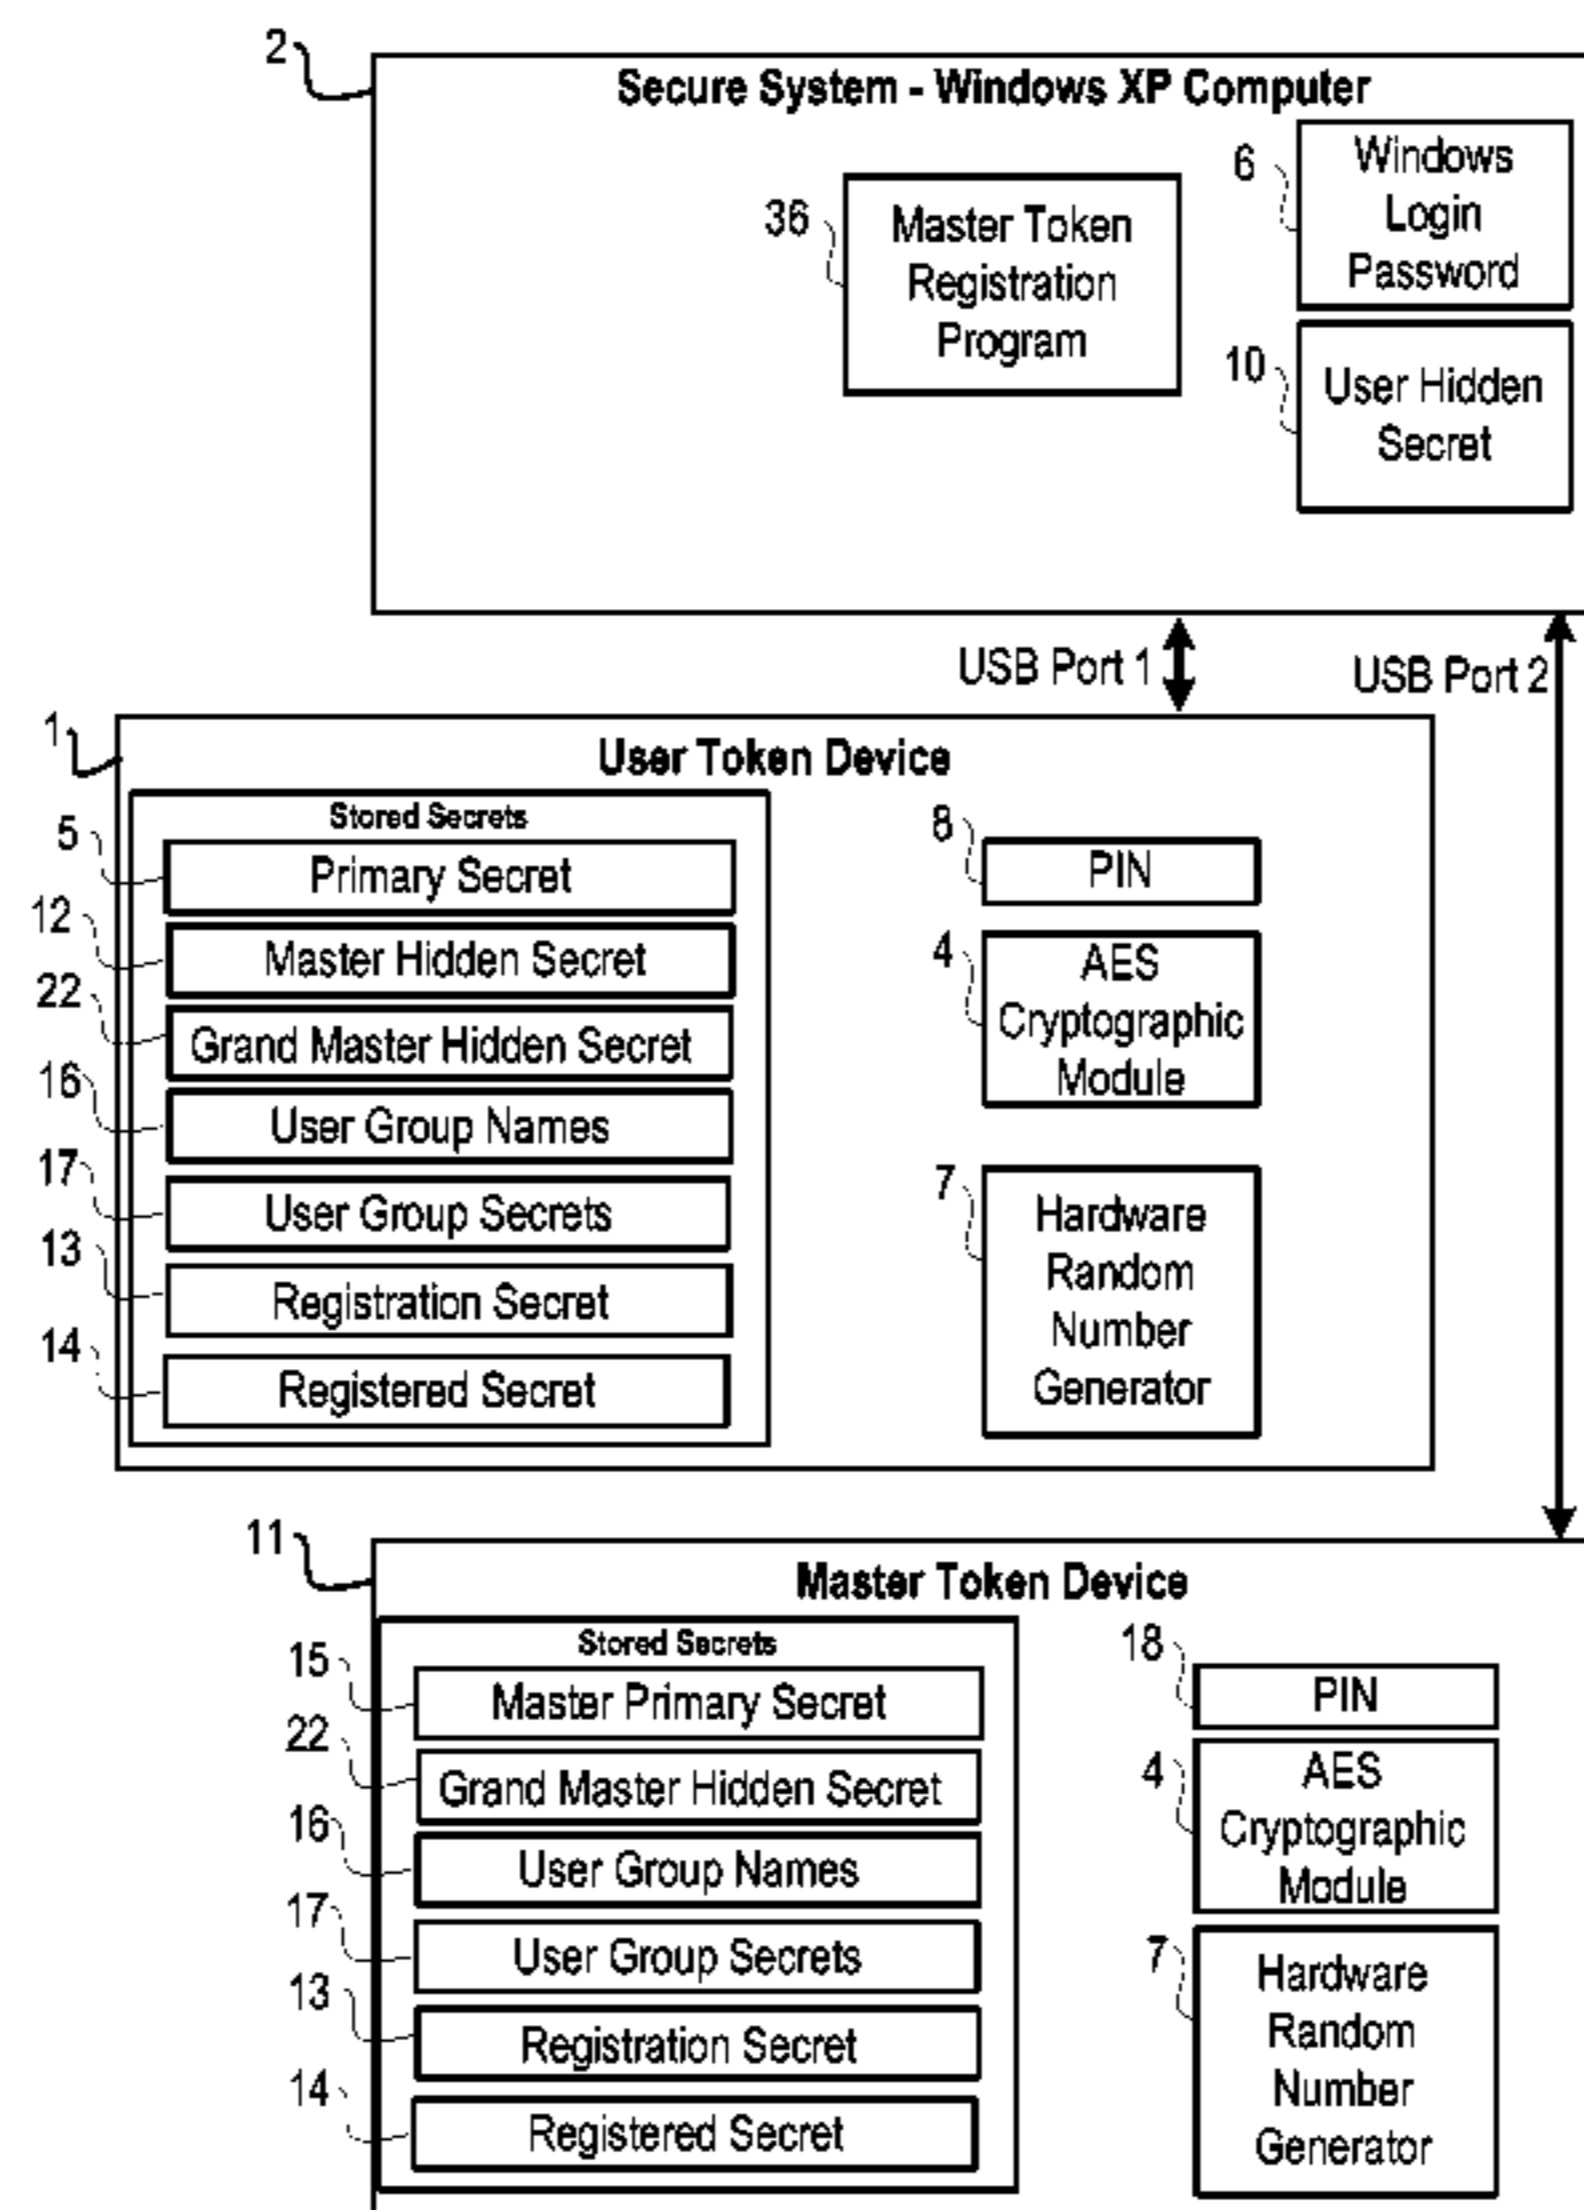 2
Secure System - Windows XP Computer
36
Master Token
Registration
Program
6
Windows
Login
Password
10
User Hidden
Secret
USB Port 1
USB Port 2
1
User Token Device
Stored Secrets
5
Primary Secret
12
Master Hidden Secret
22
Grand Master Hidden Secret
16
User Group Names
17
User Group Secrets
13
Registration Secret
14
Registered Secret
8
PIN
4
AES
Cryptographic
Module
7
Hardware
Random
Number
Generator
11
Master Token Device
Stored Secrets
15
Master Primary Secret
22
Grand Master Hidden Secret
16
User Group Names
17
User Group Secrets
13
Registration Secret
14
Registered Secret
18
PIN
4
AES
Cryptographic
Module
7
Hardware
Random
Number
Generator